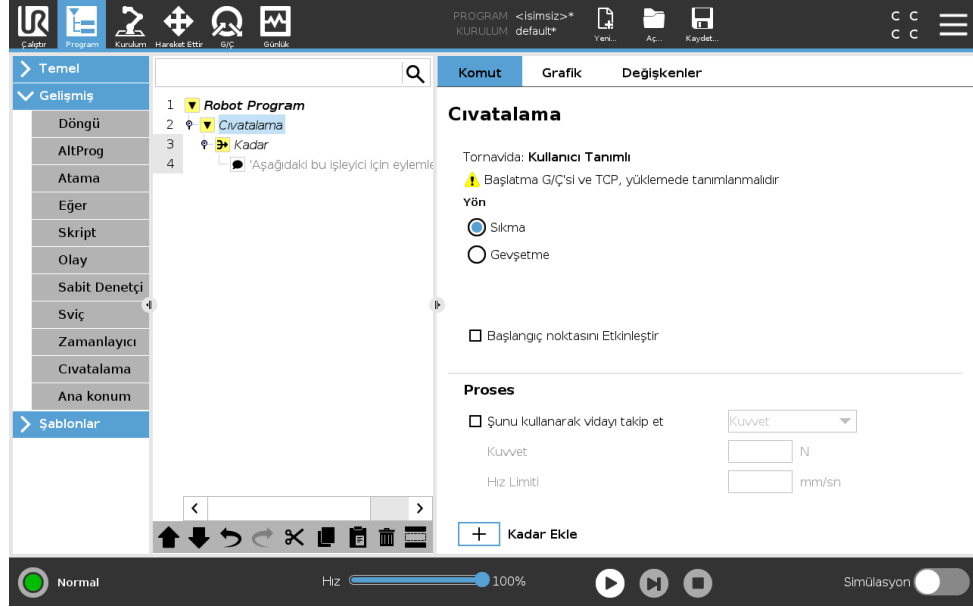 PROGRAM <isimsiz>*
KURULUM default*
UR
Çalıştır
Program
Kurulum
Hareket Ettir
G/Ç
Günlük
Yeni...
Aç...
Kaydet...
C C
C C
Temel
Gelişmiş
Döngü
AltProg
Atama
Eğer
Skript
Olay
Sabit Denetçi
Sviç
Zamanlayıcı
Cıvatalama
Ana konum
Şablonlar
1 Robot Program
2 Cıvatalama
3 Kadar
4 'Aşağıdaki bu işleyici için eylemle
Komut
Grafik
Değişkenler
Cıvatalama
Tornavida: Kullanıcı Tanımlı
Başlatma G/Ç'si ve TCP, yüklemede tanımlanmalıdır
Yön
Sıkma
Gevşetme
Başlangıç noktasını Etkinleştir
Proses
Şunu kullanarak vidayı takip et
Kuvvet
Kuvvet N
Hız Limiti mm/sn
Kadar Ekle
Normal
Hız 100%
Simülasyon